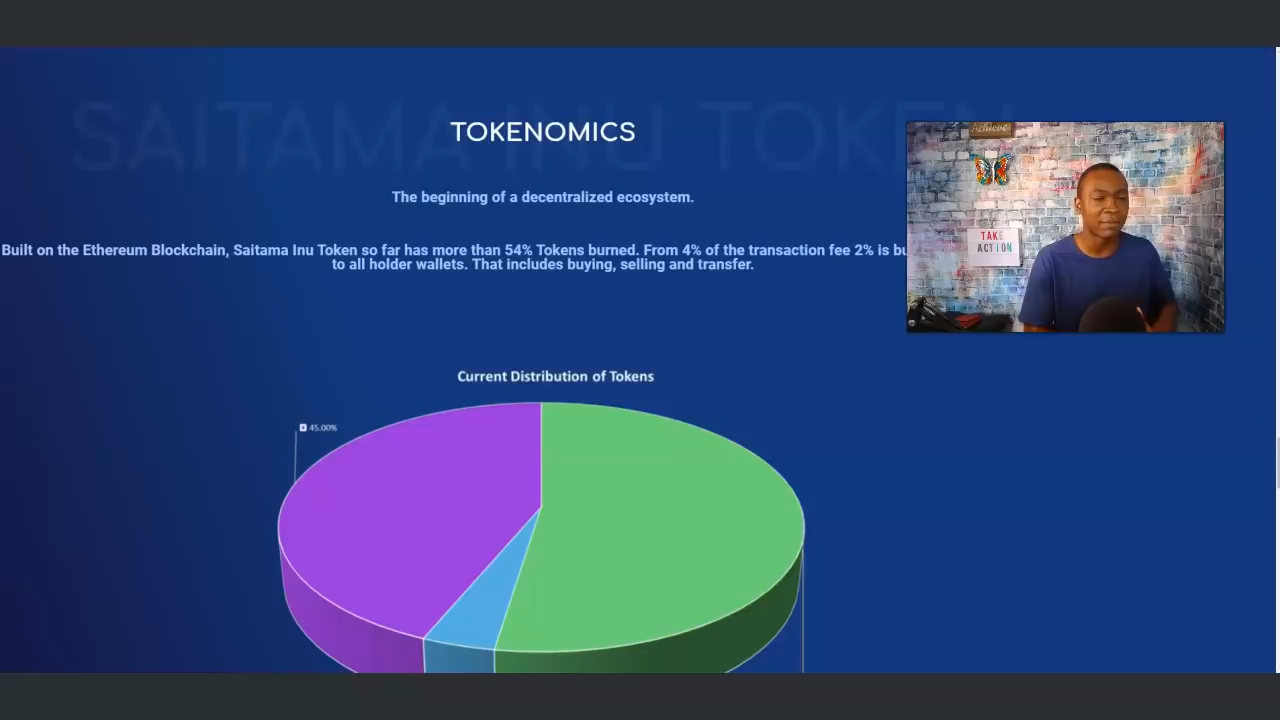 SAITAMA INU TOKEN
TOKENOMICS
Achieve
The beginning of a decentralized ecosystem.
TAKE
ACTION
Built on the Ethereum Blockchain, Saitama Inu Token so far has more than 54% Tokens burned. From 4% of the transaction fee 2% is bu
to all holder wallets. That includes buying, selling and transfer.
Current Distribution of Tokens
45.00%